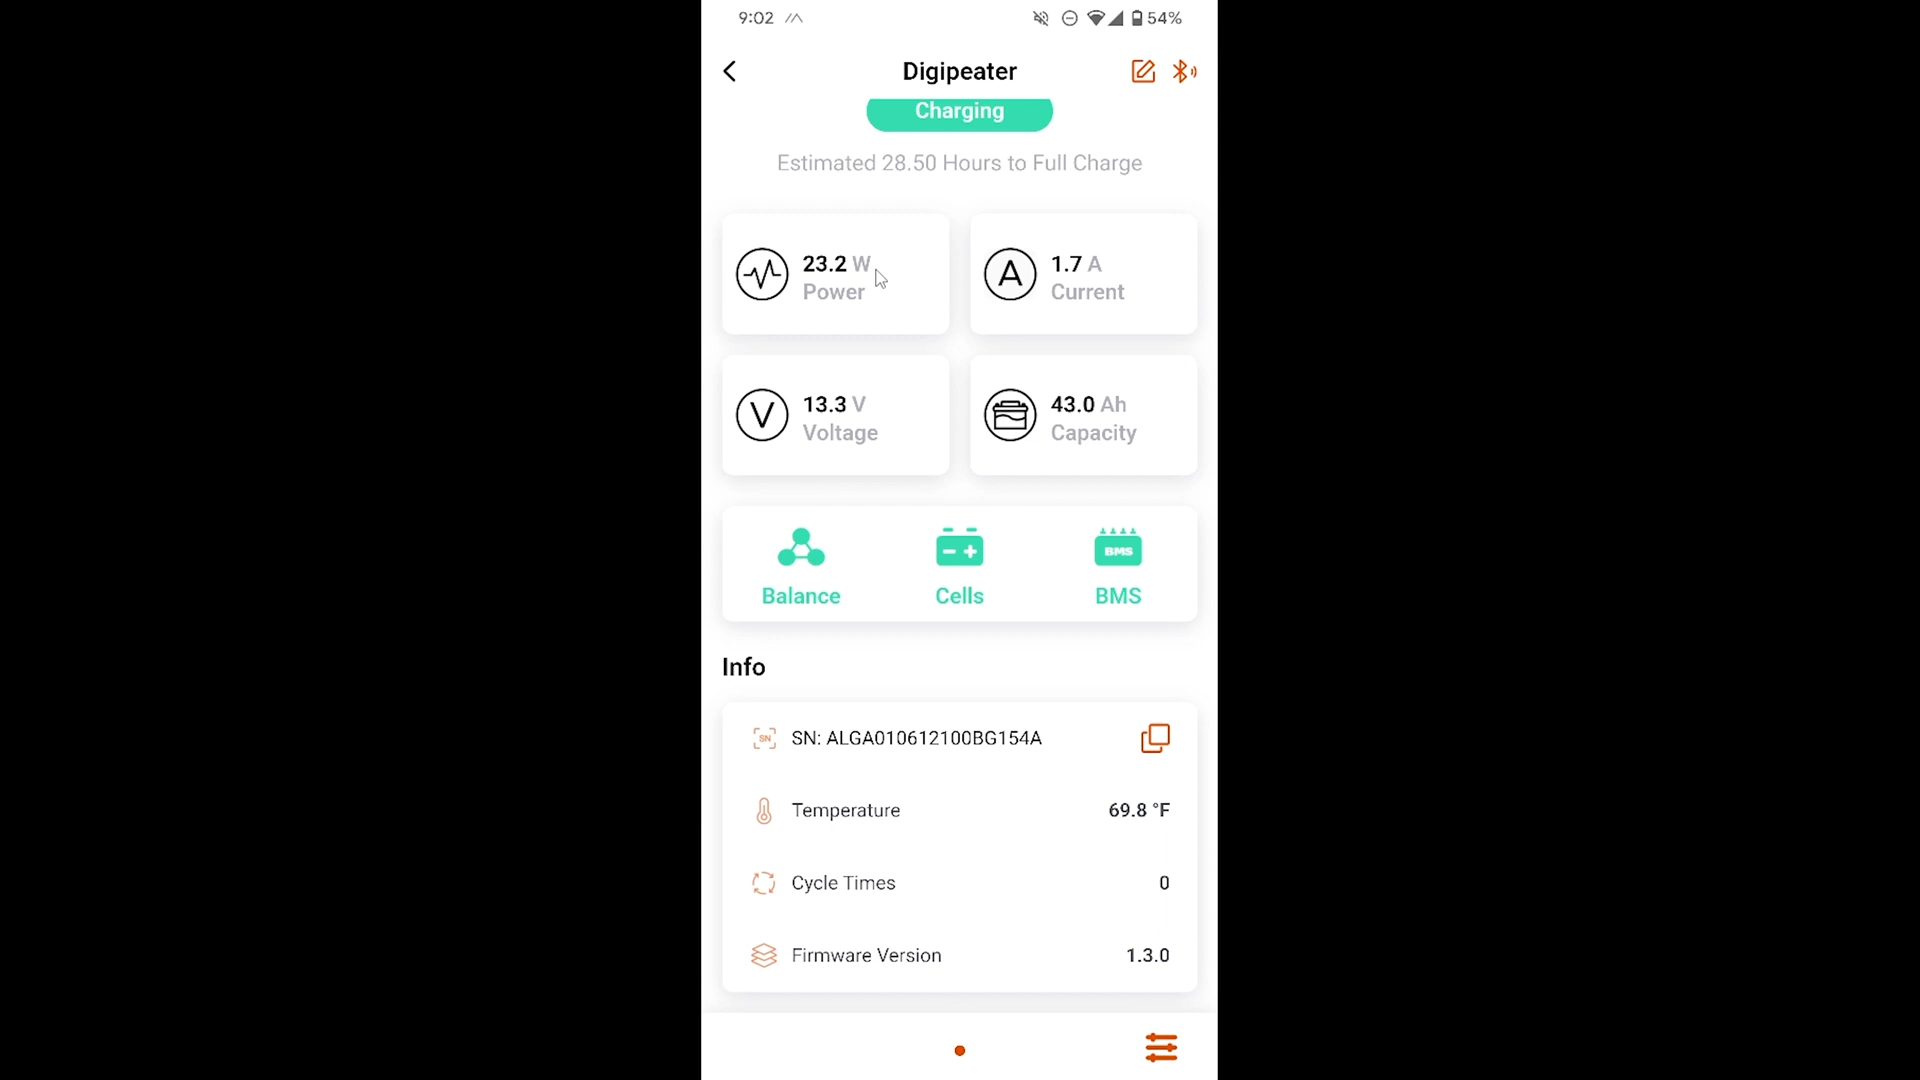 9:02
54%
Digipeater
Charging
Estimated 28.50 Hours to Full Charge
23.2 W
Power
A
1.7 A
Current
V
13.3 V
Voltage
43.0 Ah
Capacity
BMS
Balance
Cells
BMS
Info
SN
SN: ALGA010612100BG154A
Temperature
69.8 °F
Cycle Times
0
Firmware Version
1.3.0